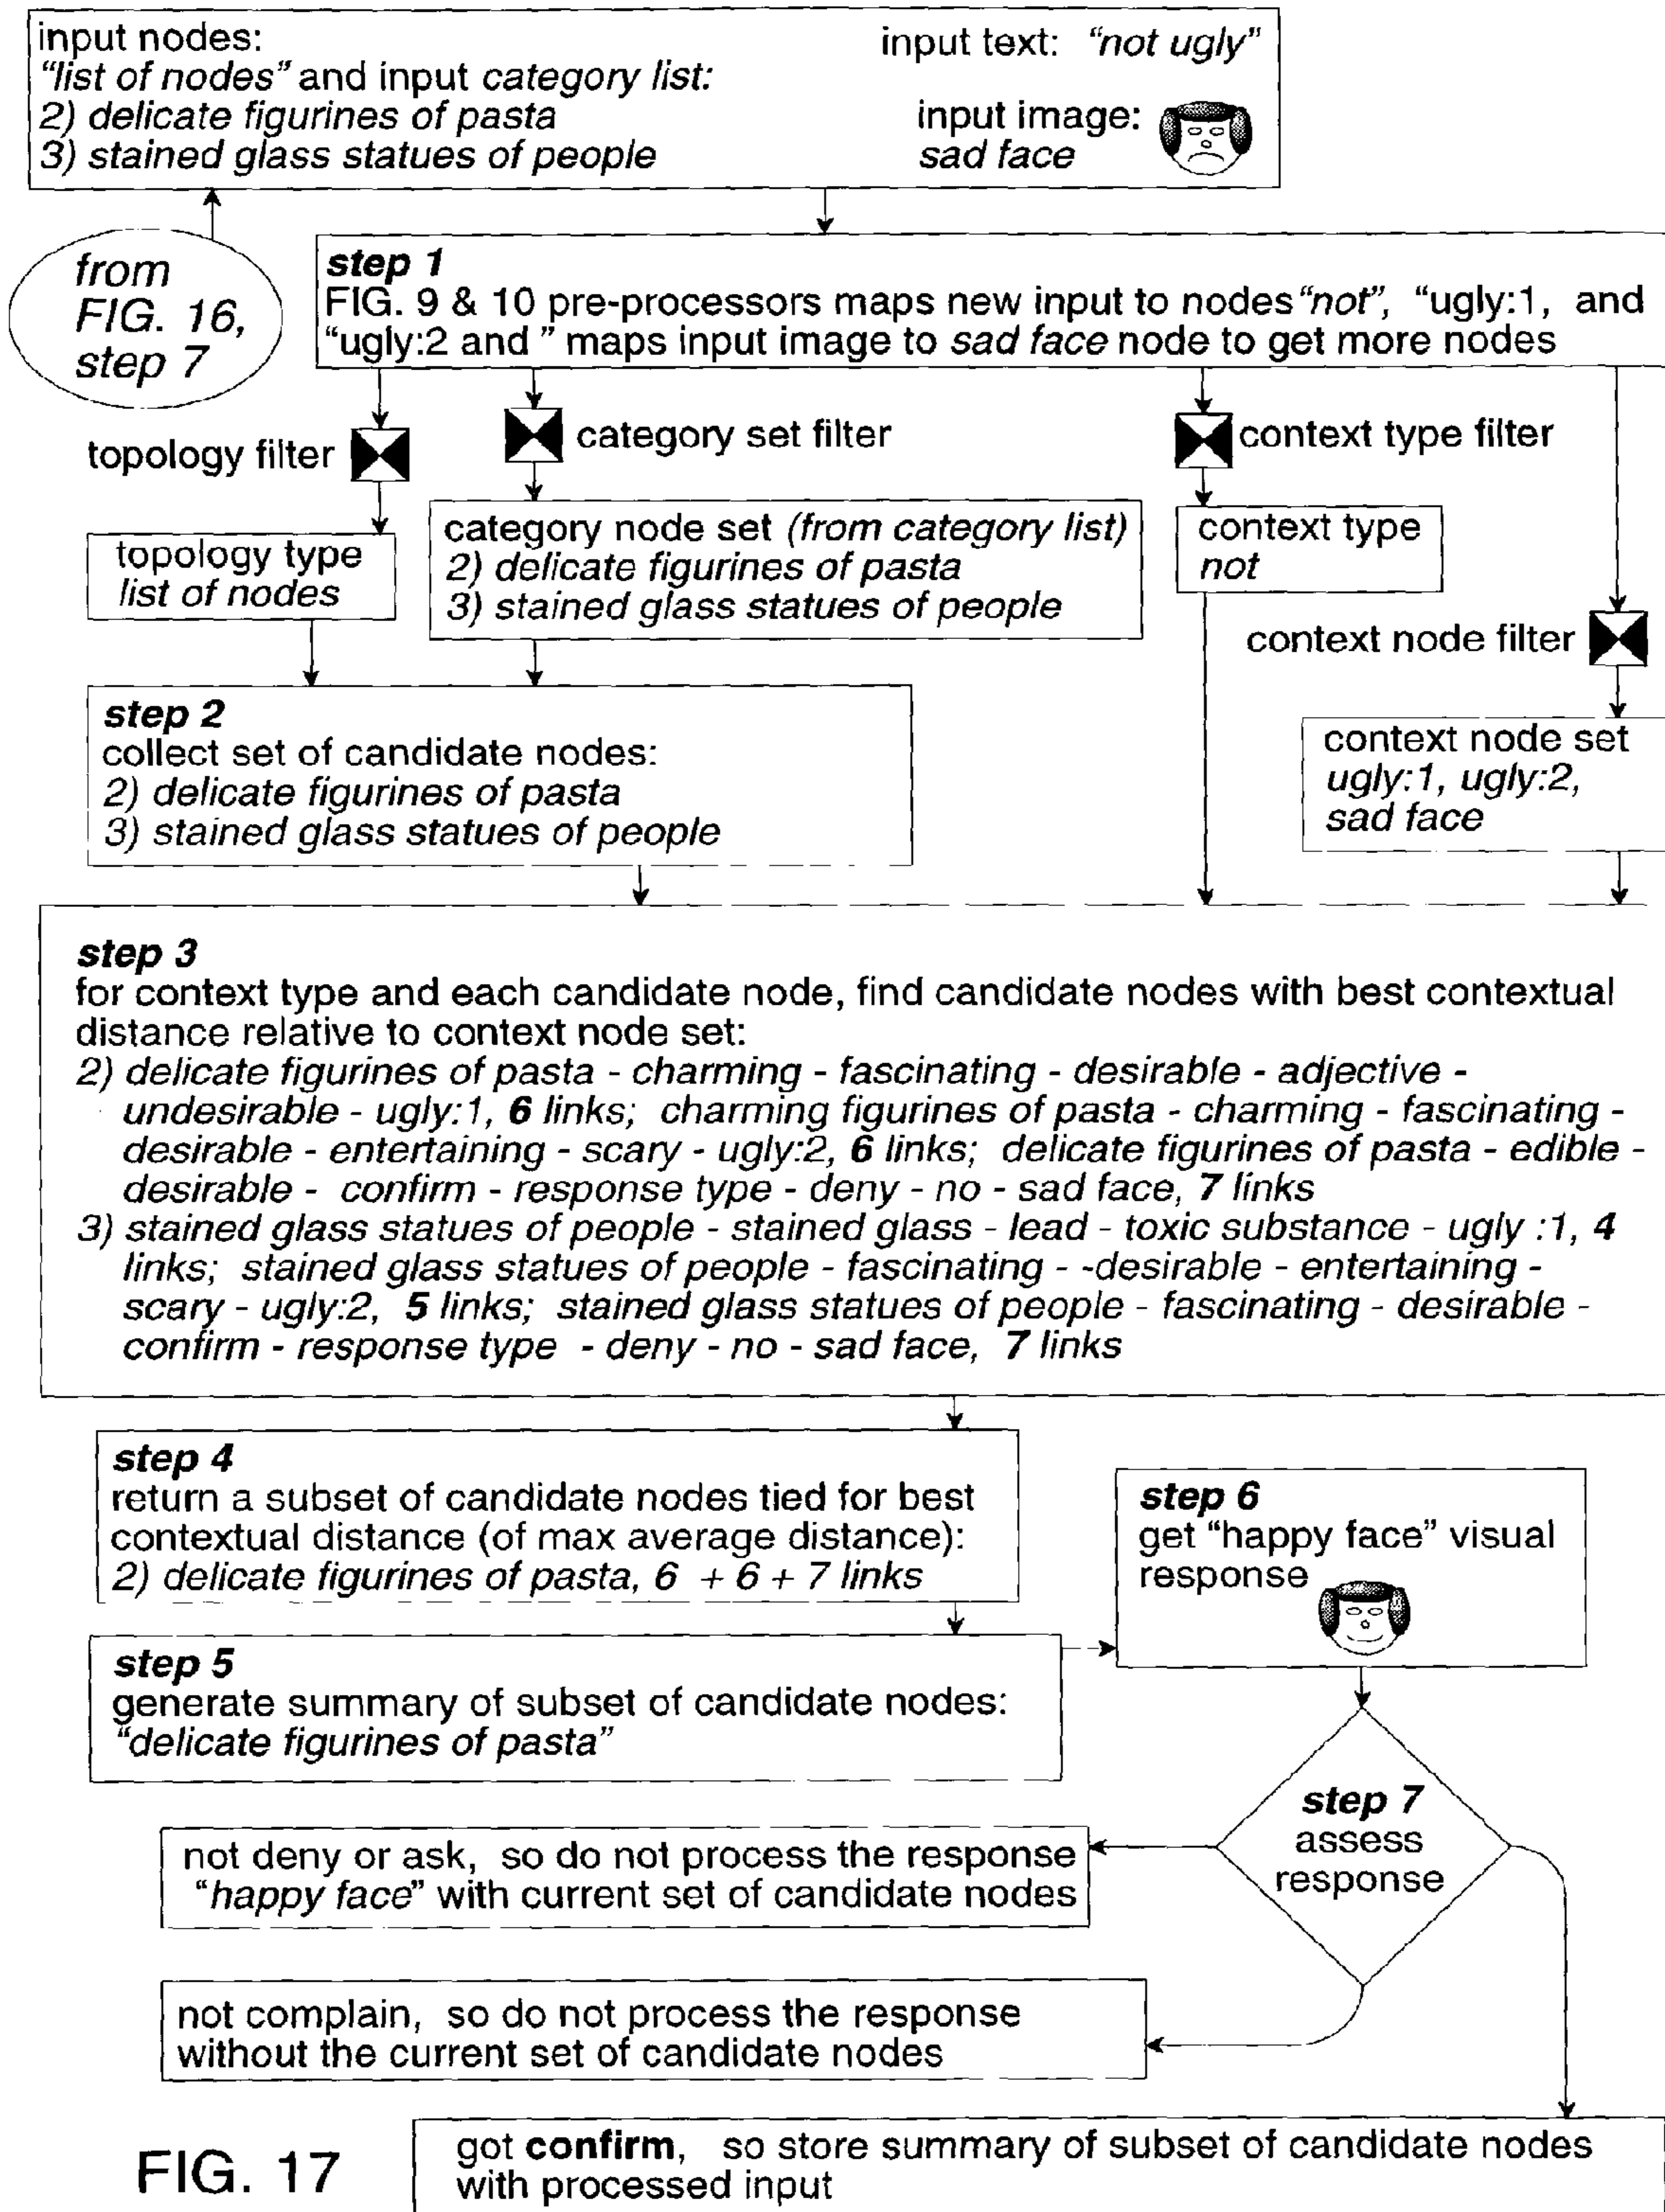 input nodes:
“list of nodes” and input category list:
2) delicate figurines of pasta
3) stained glass statues of people
input text: “not ugly”
input image:
sad face
from
FIG. 16,
step 7
step 1
FIG. 9 & 10 pre-processors maps new input to nodes “not”, “ugly:1, and
“ugly:2 and ” maps input image to sad face node to get more nodes
topology filter
category set filter
context type filter
topology type
list of nodes
category node set (from category list)
2) delicate figurines of pasta
3) stained glass statues of people
context type
not
context node filter
step 2
collect set of candidate nodes:
2) delicate figurines of pasta
3) stained glass statues of people
context node set
ugly:1, ugly:2,
sad face
step 3
for context type and each candidate node, find candidate nodes with best contextual
distance relative to context node set:
2) delicate figurines of pasta - charming - fascinating - desirable - adjective -
undesirable - ugly:1, 6 links; charming figurines of pasta - charming - fascinating -
desirable - entertaining - scary - ugly:2, 6 links; delicate figurines of pasta - edible -
desirable - confirm - response type - deny - no - sad face, 7 links
3) stained glass statues of people - stained glass - lead - toxic substance - ugly :1, 4
links; stained glass statues of people - fascinating - -desirable - entertaining -
scary - ugly:2, 5 links; stained glass statues of people - fascinating - desirable -
confirm - response type - deny - no - sad face, 7 links
step 4
return a subset of candidate nodes tied for best
contextual distance (of max average distance):
2) delicate figurines of pasta, 6 + 6 + 7 links
step 6
get “happy face” visual
response
step 5
generate summary of subset of candidate nodes:
“delicate figurines of pasta”
step 7
assess
response
not deny or ask, so do not process the response
“happy face” with current set of candidate nodes
not complain, so do not process the response
without the current set of candidate nodes
FIG. 17
got confirm, so store summary of subset of candidate nodes
with processed input